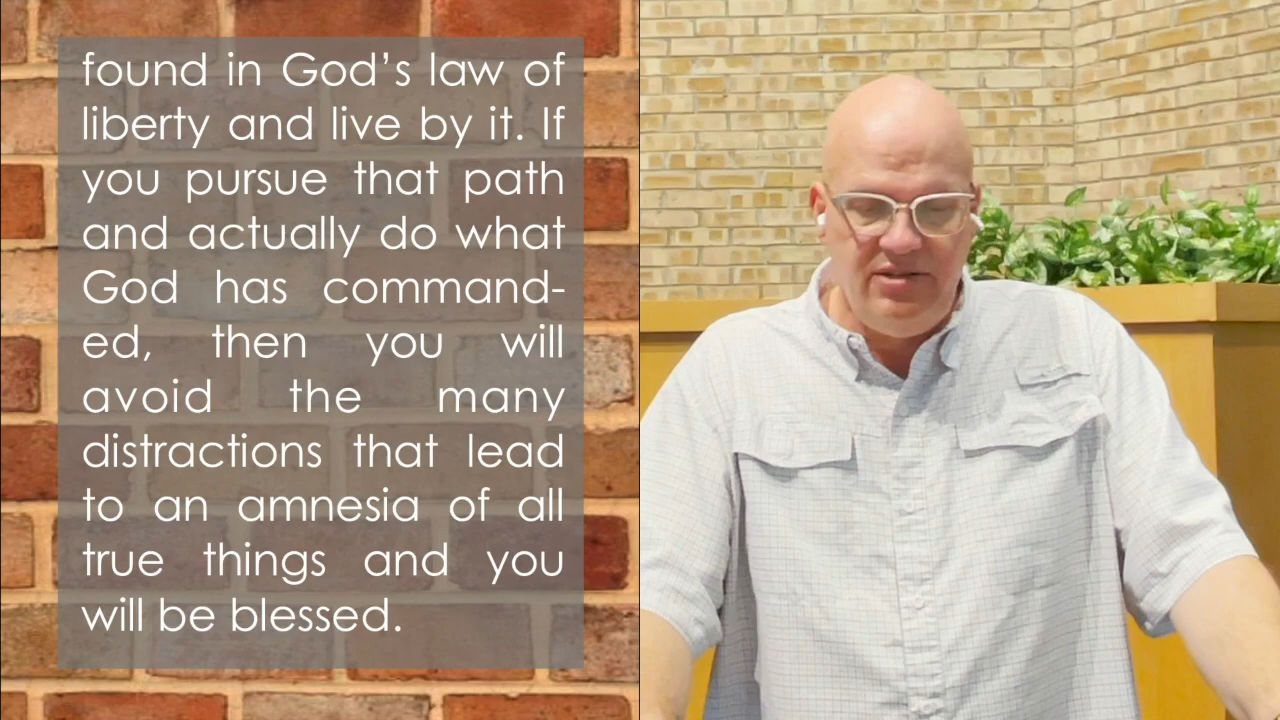 found in God’s law of
liberty and live by it. If
you pursue that path
and actually do what
God has command-
ed, then you will
avoid the many
distractions that lead
to an amnesia of all
true things and you
will be blessed.